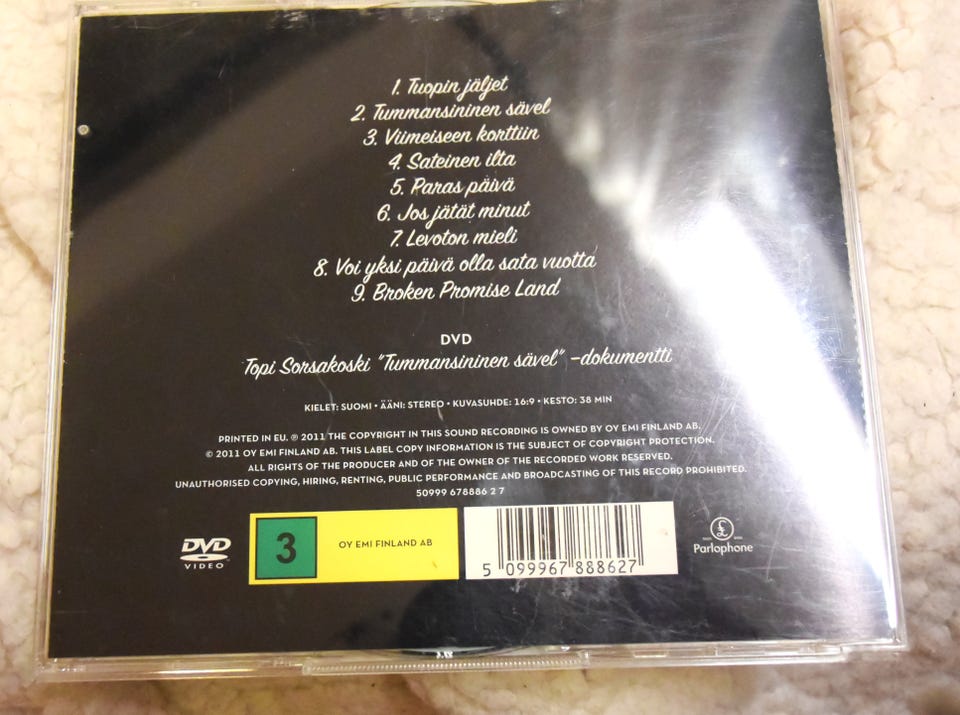 1. Tuopin jäljet
2. Tummansininen sävel
3. Viimeiseen korttiin
4. Sateinen ilta
5. Paras päivä
6. Jos jätät minut
7. Levoton mieli
8. Voi yksi päivä olla sata vuotta
9. Broken Promise Land
DVD
Topi Sorsakoski "Tummansininen sävel" -dokumentti
KIELET: SUOMI • ÄÄNI: STEREO • KUVASUHDE: 16:9 • KESTO: 38 MIN
PRINTED IN EU. ℗ 2011 THE COPYRIGHT IN THIS SOUND RECORDING IS OWNED BY OY EMI FINLAND AB.
© 2011 OY EMI FINLAND AB. THIS LABEL COPY INFORMATION IS THE SUBJECT OF COPYRIGHT PROTECTION.
ALL RIGHTS OF THE PRODUCER AND OF THE OWNER OF THE RECORDED WORK RESERVED.
UNAUTHORISED COPYING, HIRING, RENTING, PUBLIC PERFORMANCE AND BROADCASTING OF THIS RECORD PROHIBITED.
50999 678886 2 7
DVD
VIDEO
3
OY EMI FINLAND AB
5 099967 888627
£
Parlophone